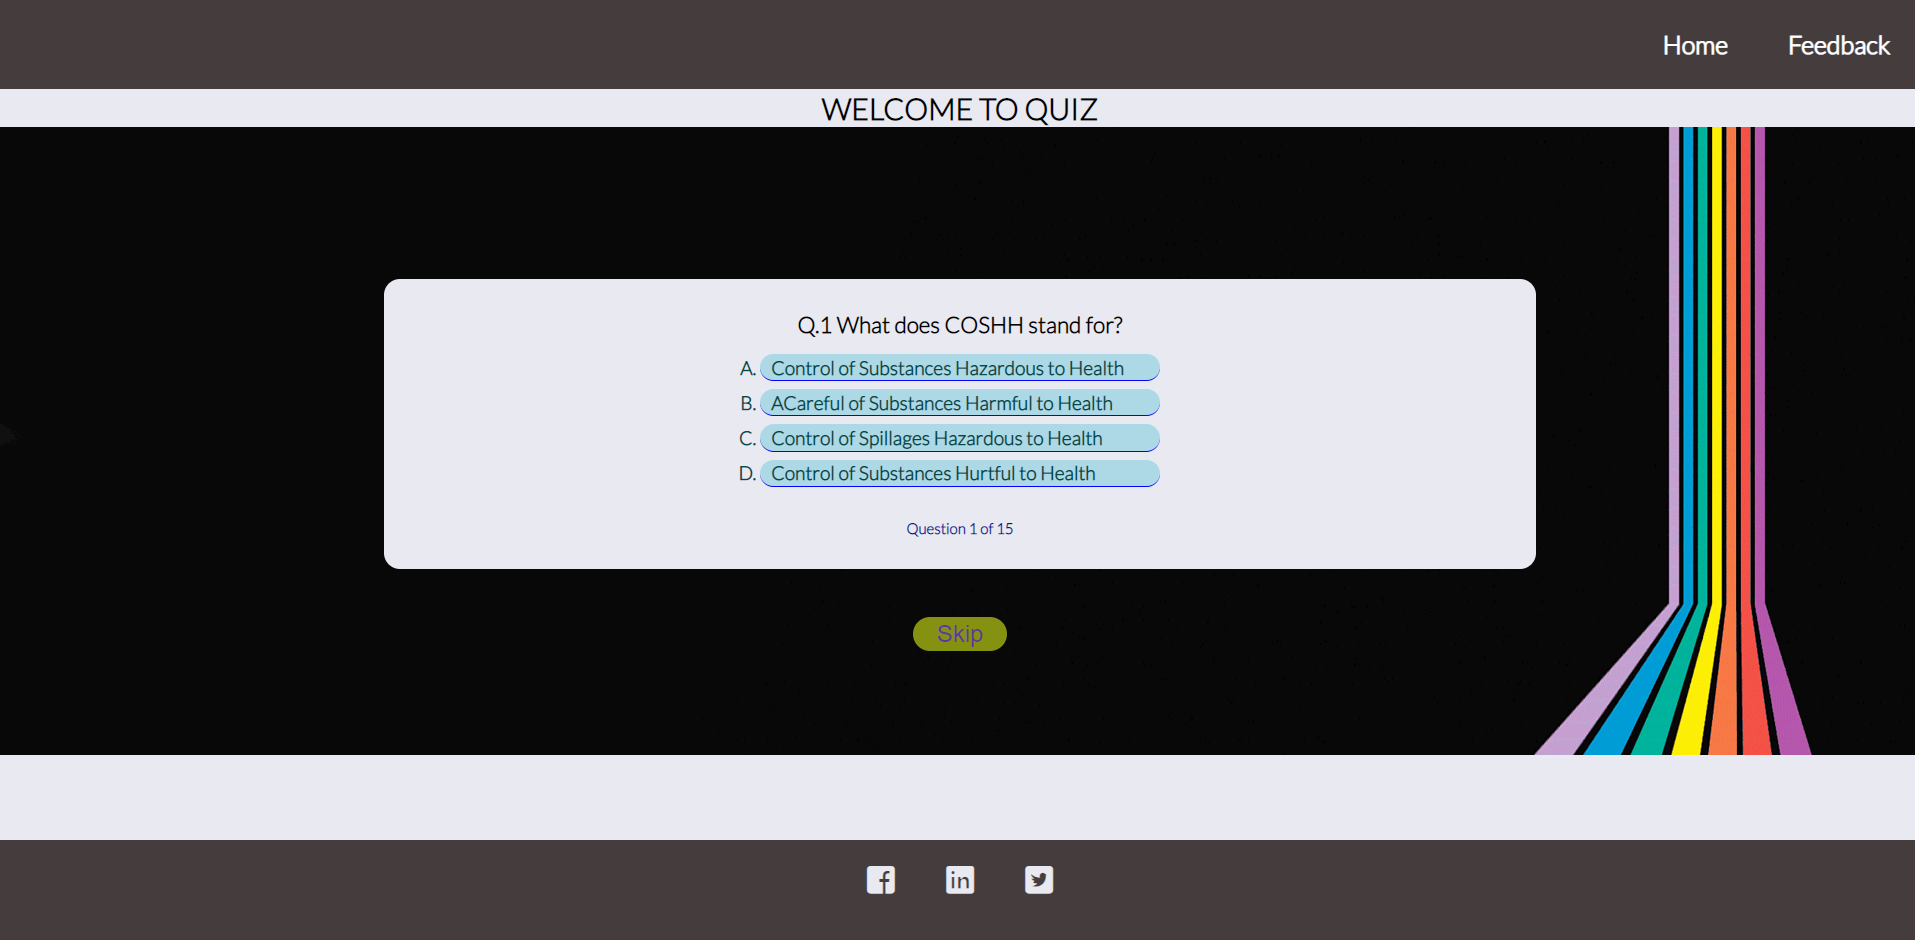 Home Feedback
WELCOME TO QUIZ
Q.1 What does COSHH stand for?
A. Control of Substances Hazardous to Health
B. ACareful of Substances Harmful to Health
C. Control of Spillages Hazardous to Health
D. Control of Substances Hurtful to Health
Question 1 of 15
Skip
f in